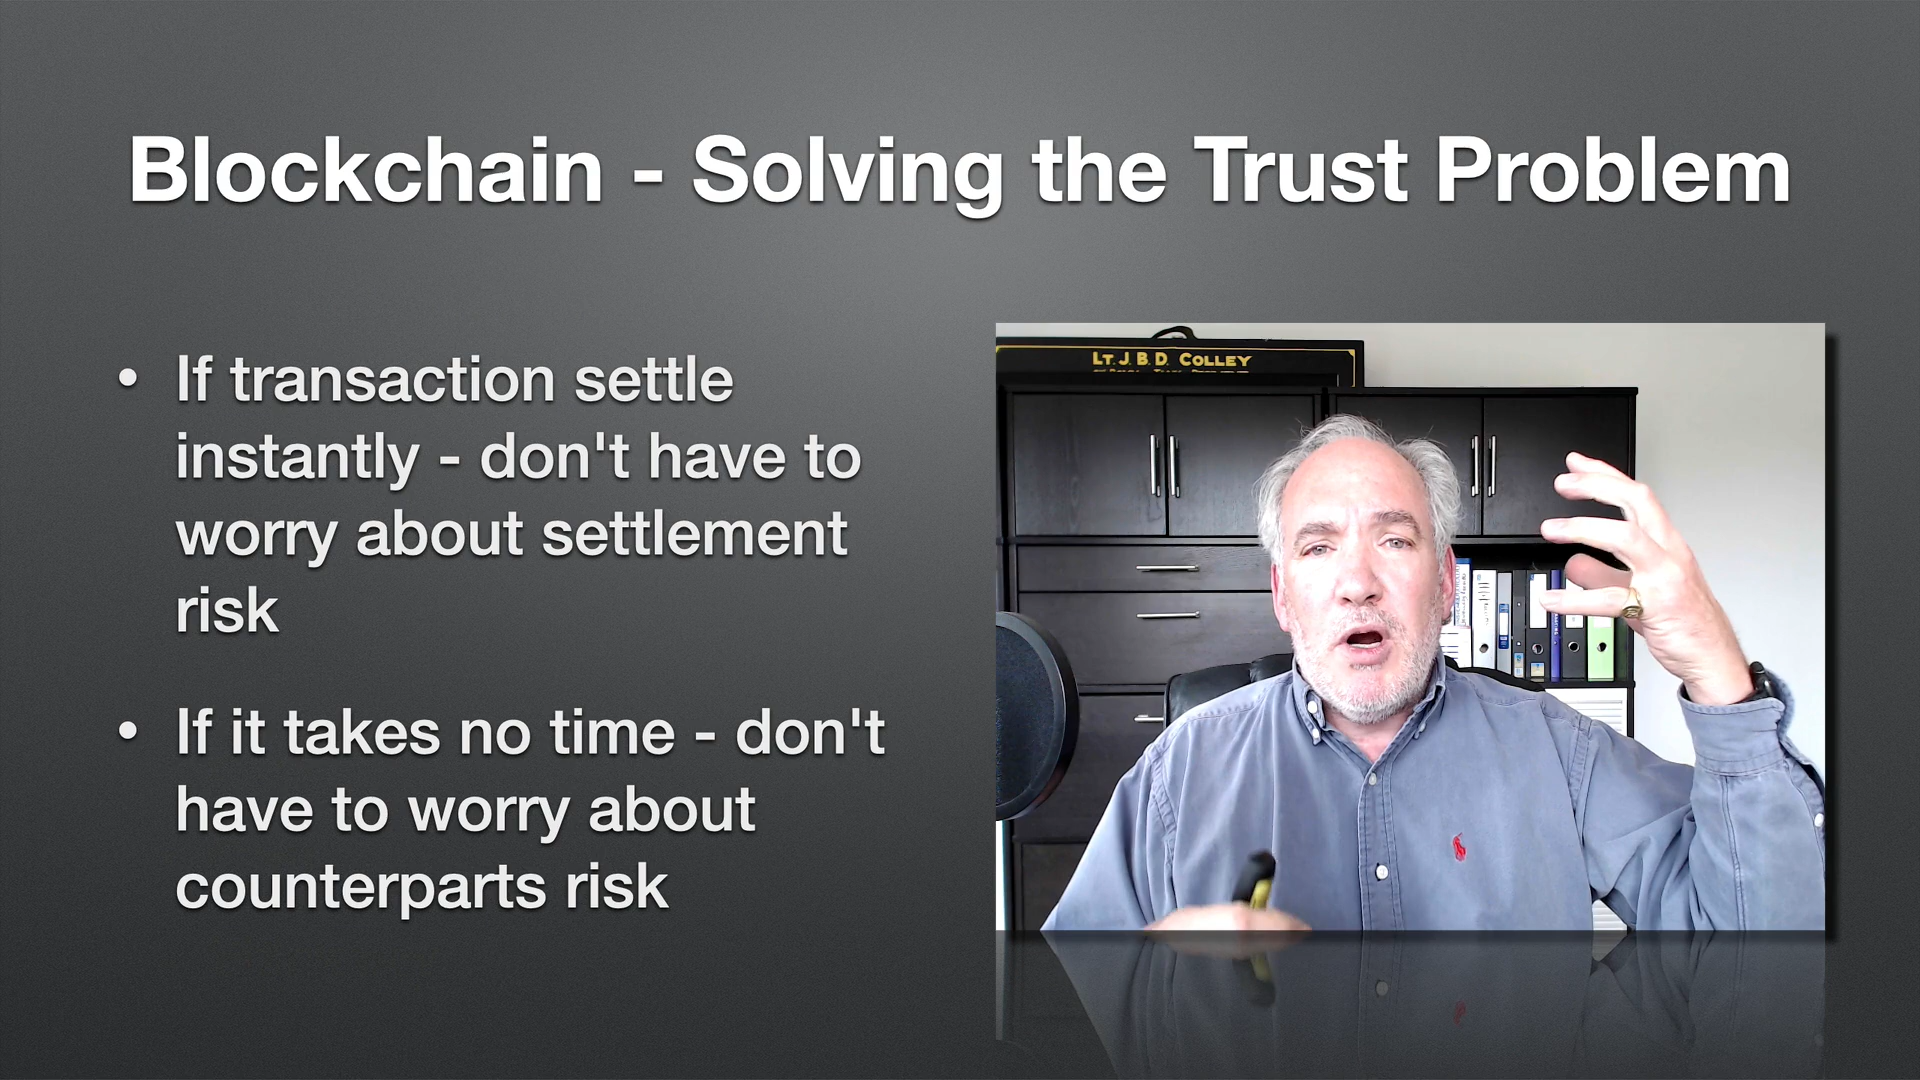 Blockchain - Solving the Trust Problem
• If transaction settle
instantly - don't have to
worry about settlement
risk
• If it takes no time - don't
have to worry about
counterparts risk
LT. J. B. D. COLLEY